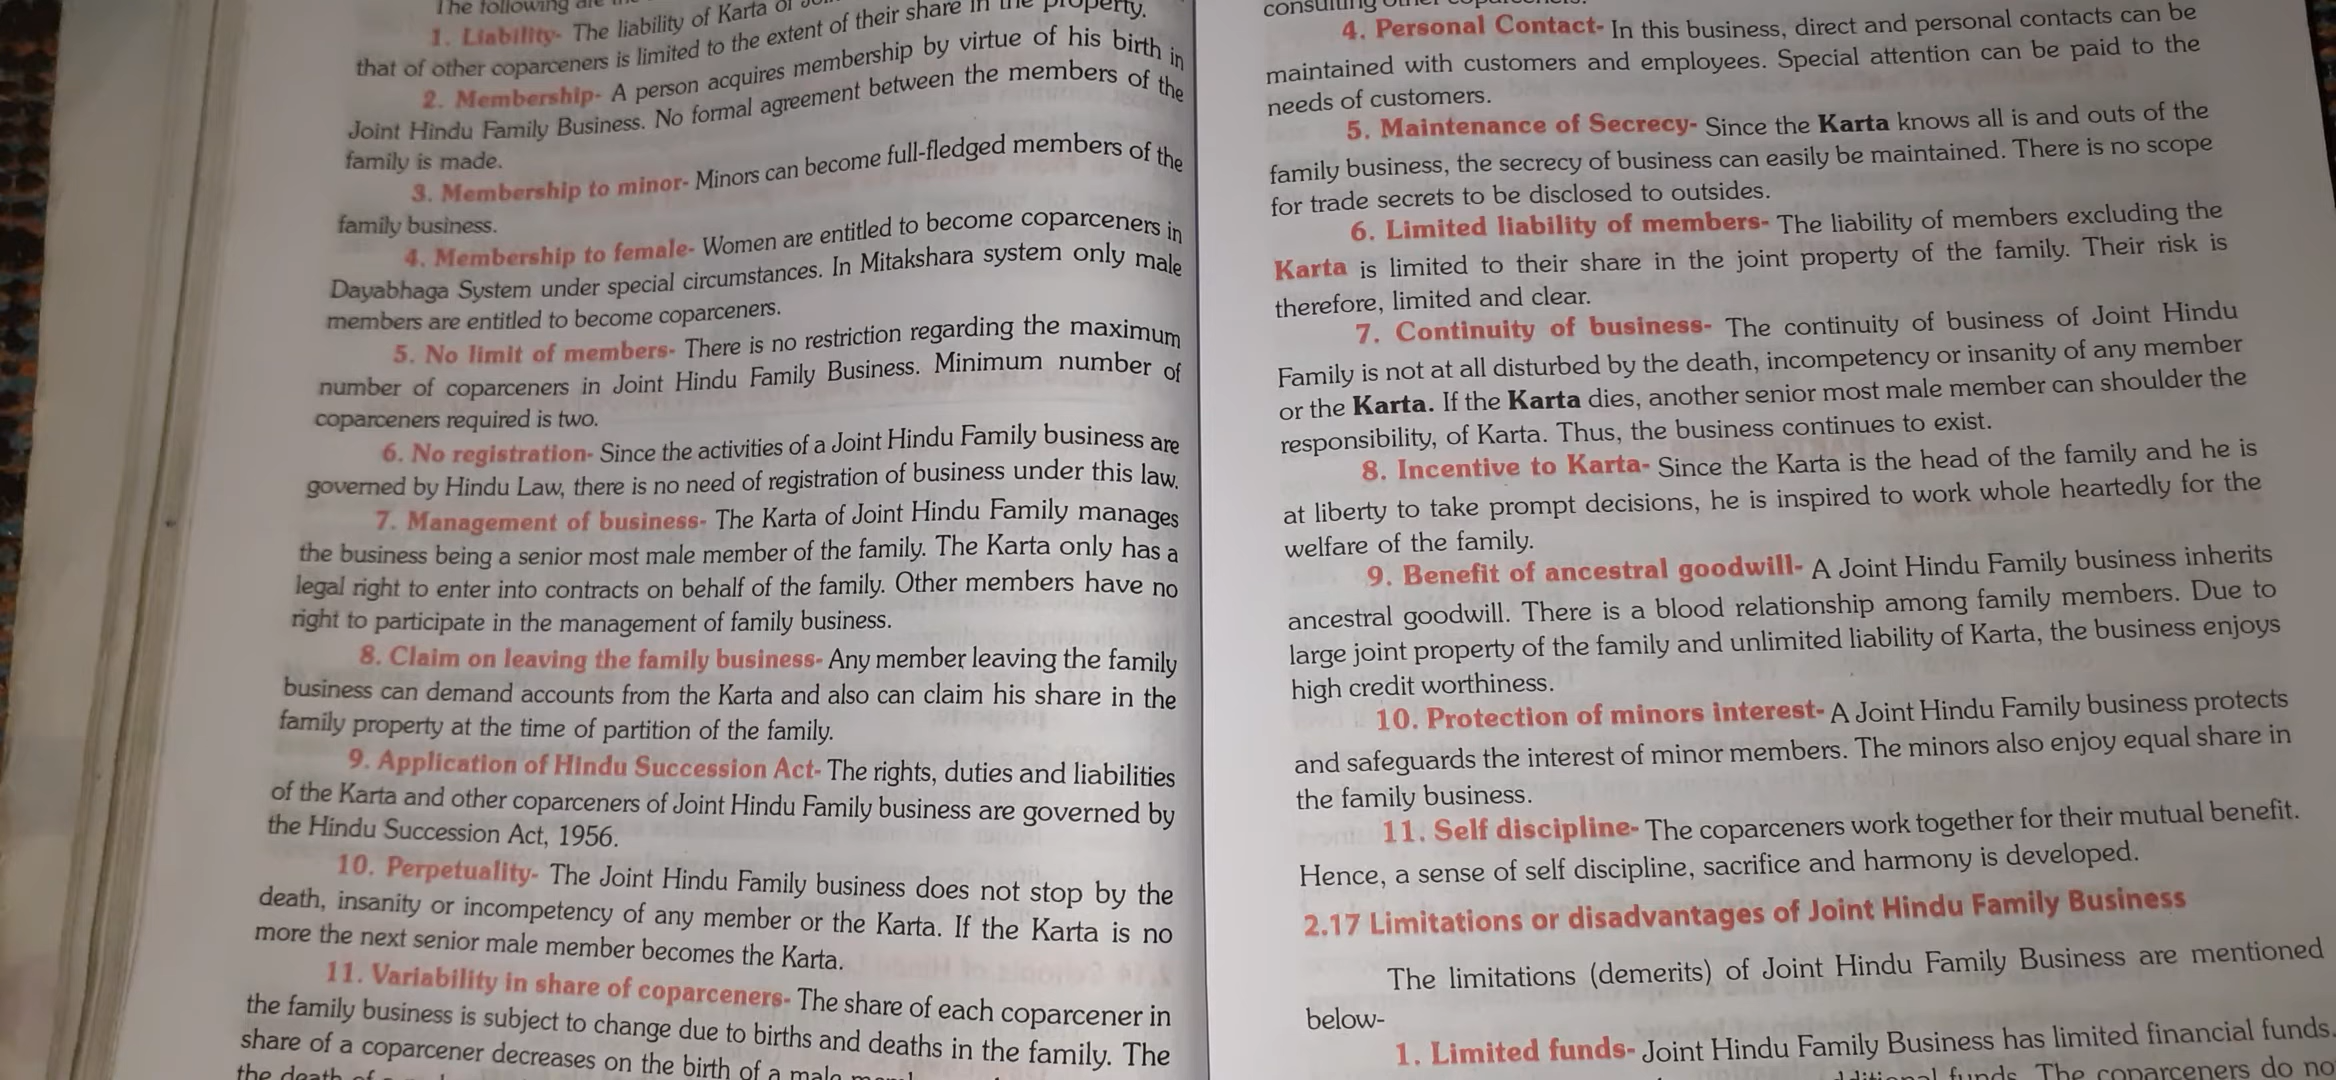 The following are the
1. Liability- The liability of Karta of
that of other coparceners is limited to the extent of their share in the property.
2. Membership- A person acquires membership by virtue of his birth in
Joint Hindu Family Business. No formal agreement between the members of the
family is made.
3. Membership to minor- Minors can become full-fledged members of the
family business.
4. Membership to female- Women are entitled to become coparceners in
Dayabhaga System under special circumstances. In Mitakshara system only male
members are entitled to become coparceners.
5. No limit of members- There is no restriction regarding the maximum
number of coparceners in Joint Hindu Family Business. Minimum number of
coparceners required is two.
6. No registration- Since the activities of a Joint Hindu Family business are
governed by Hindu Law, there is no need of registration of business under this law.
7. Management of business- The Karta of Joint Hindu Family manages
the business being a senior most male member of the family. The Karta only has a
legal right to enter into contracts on behalf of the family. Other members have no
right to participate in the management of family business.
8. Claim on leaving the family business- Any member leaving the family
business can demand accounts from the Karta and also can claim his share in the
family property at the time of partition of the family.
9. Application of Hindu Succession Act- The rights, duties and liabilities
of the Karta and other coparceners of Joint Hindu Family business are governed by
the Hindu Succession Act, 1956.
10. Perpetuality- The Joint Hindu Family business does not stop by the
death, insanity or incompetency of any member or the Karta. If the Karta is no
more the next senior male member becomes the Karta.
11. Variability in share of coparceners- The share of each coparcener in
the family business is subject to change due to births and deaths in the family. The
share of a coparcener decreases on the birth of a male
the death of
consulting other coparceners.
4. Personal Contact- In this business, direct and personal contacts can be
maintained with customers and employees. Special attention can be paid to the
needs of customers.
5. Maintenance of Secrecy- Since the Karta knows all is and outs of the
family business, the secrecy of business can easily be maintained. There is no scope
for trade secrets to be disclosed to outsides.
6. Limited liability of members- The liability of members excluding the
Karta is limited to their share in the joint property of the family. Their risk is
therefore, limited and clear.
7. Continuity of business- The continuity of business of Joint Hindu
Family is not at all disturbed by the death, incompetency or insanity of any member
or the Karta. If the Karta dies, another senior most male member can shoulder the
responsibility, of Karta. Thus, the business continues to exist.
8. Incentive to Karta- Since the Karta is the head of the family and he is
at liberty to take prompt decisions, he is inspired to work whole heartedly for the
welfare of the family.
9. Benefit of ancestral goodwill- A Joint Hindu Family business inherits
ancestral goodwill. There is a blood relationship among family members. Due to
large joint property of the family and unlimited liability of Karta, the business enjoys
high credit worthiness.
10. Protection of minors interest- A Joint Hindu Family business protects
and safeguards the interest of minor members. The minors also enjoy equal share in
the family business.
11. Self discipline- The coparceners work together for their mutual benefit.
Hence, a sense of self discipline, sacrifice and harmony is developed.
2.17 Limitations or disadvantages of Joint Hindu Family Business
The limitations (demerits) of Joint Hindu Family Business are mentioned
below-
1. Limited funds- Joint Hindu Family Business has limited financial funds.
funds. The coparceners do no